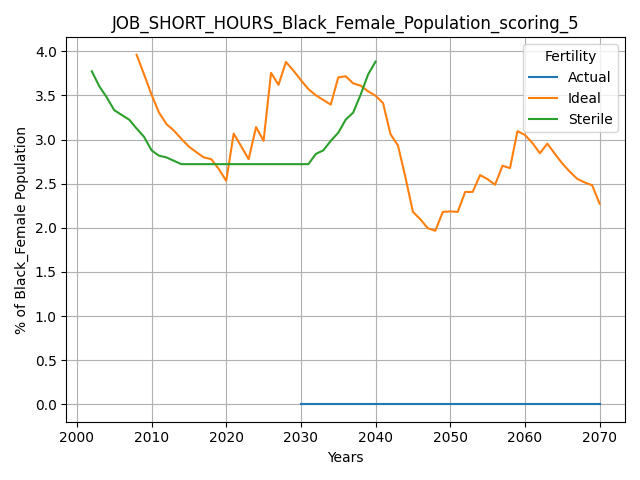 JOB_SHORT_HOURS_Black_Female_Population_scoring_5
% of Black_Female Population
4.0
3.5
3.0
2.5
2.0
1.5
1.0
0.5
0.0
Fertility
Actual
Ideal
Sterile
2000 2010 2020 2030 2040 2050 2060 2070
Years